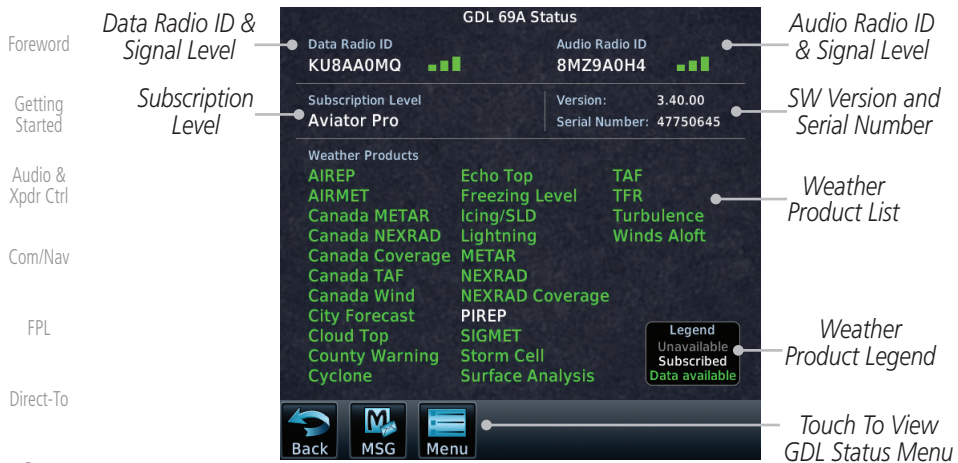 Foreword
Getting
Started
Audio &
Xpdr Ctrl
Com/Nav
FPL
Direct-To
Data Radio ID &
Signal Level
Subscription
Level
GDL 69A Status
Data Radio ID
KU8AA0MQ
Audio Radio ID
8MZ9A0H4
Subscription Level
Aviator Pro
Version: 3.40.00
Serial Number: 47750645
Weather Products
AIREP
AIRMET
Canada METAR
Canada NEXRAD
Canada Coverage
Canada TAF
Canada Wind
City Forecast
Cloud Top
County Warning
Cyclone
Echo Top
Freezing Level
Icing/SLD
Lightning
METAR
NEXRAD
NEXRAD Coverage
PIREP
SIGMET
Storm Cell
Surface Analysis
TAF
TFR
Turbulence
Winds Aloft
Legend
Unavailable
Subscribed
Data available
Back
MSG
Menu
Audio Radio ID
& Signal Level
SW Version and
Serial Number
Weather
Product List
Weather
Product Legend
Touch To View
GDL Status Menu